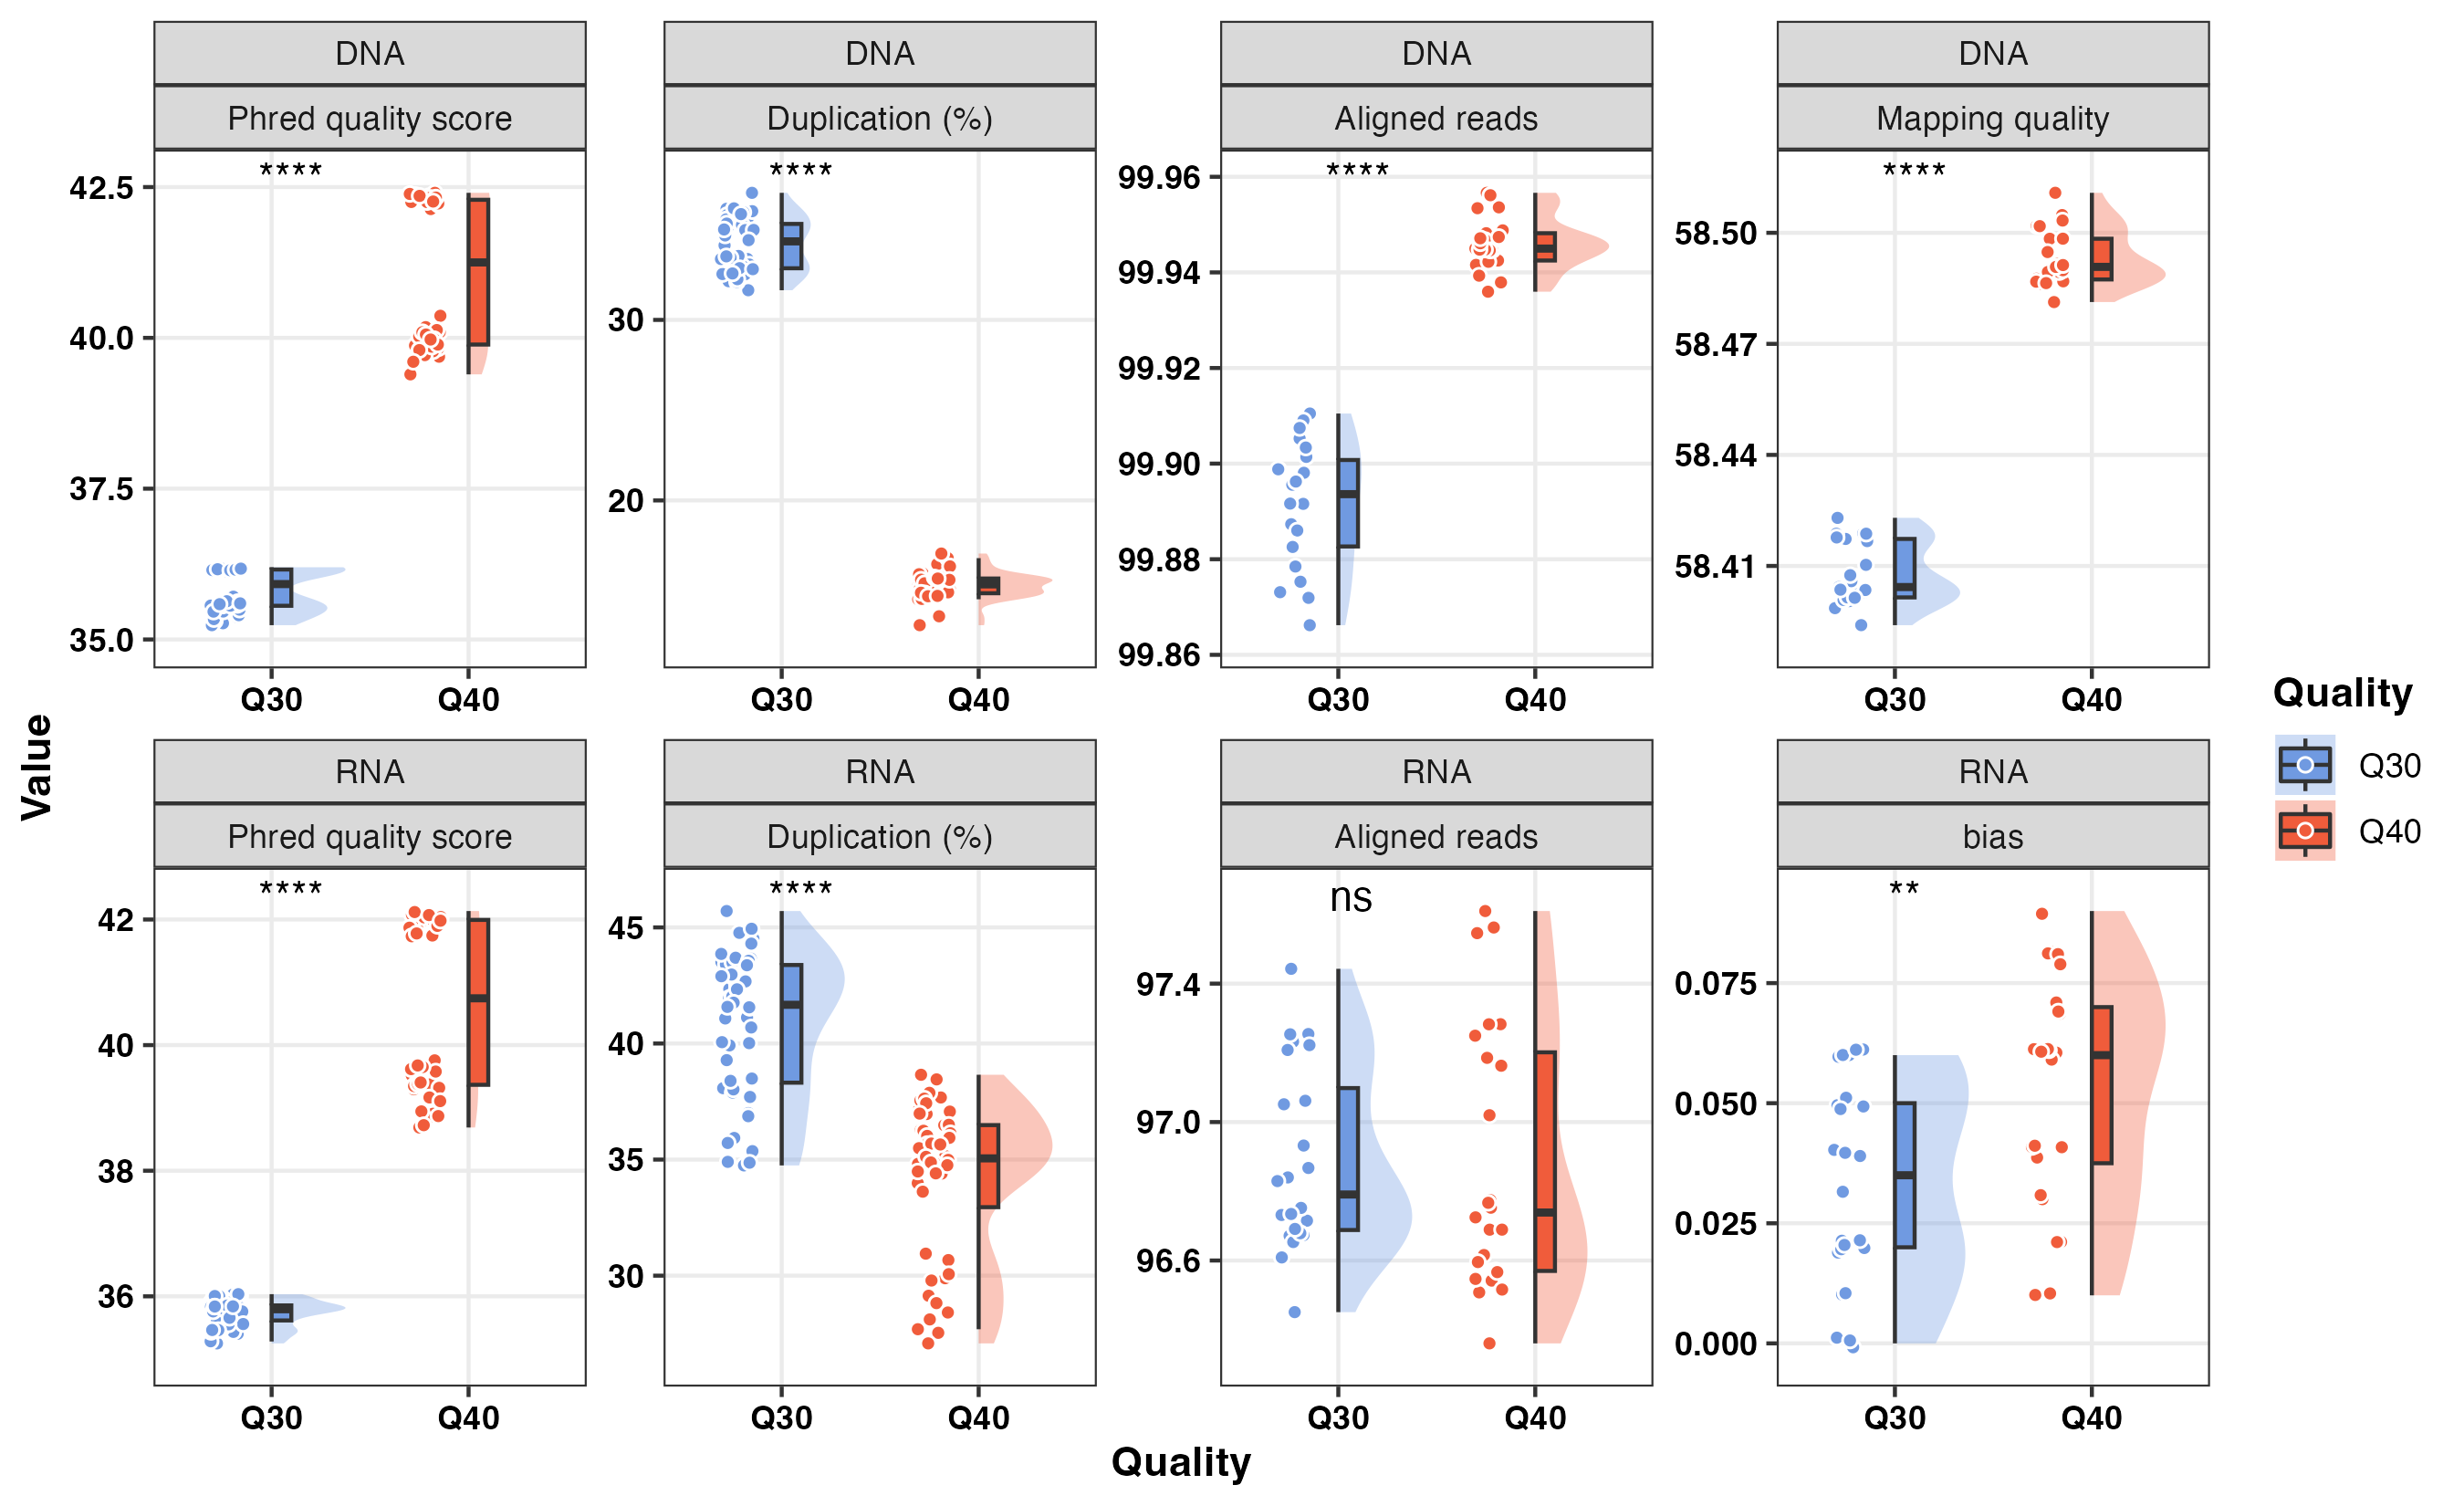 DNA
Phred quality score
****
42.5
40.0
37.5
35.0
Q30 Q40
DNA
Duplication (%)
****
30
20
Q30 Q40
DNA
Aligned reads
****
99.96
99.94
99.92
99.90
99.88
99.86
Q30 Q40
DNA
Mapping quality
****
58.50
58.47
58.44
58.41
Q30 Q40
Value
RNA
Phred quality score
****
42
40
38
36
Q30 Q40
RNA
Duplication (%)
****
45
40
35
30
Q30 Q40
RNA
Aligned reads
ns
97.4
97.0
96.6
Q30 Q40
RNA
bias
**
0.075
0.050
0.025
0.000
Q30 Q40
Quality
Quality
Q30
Q40